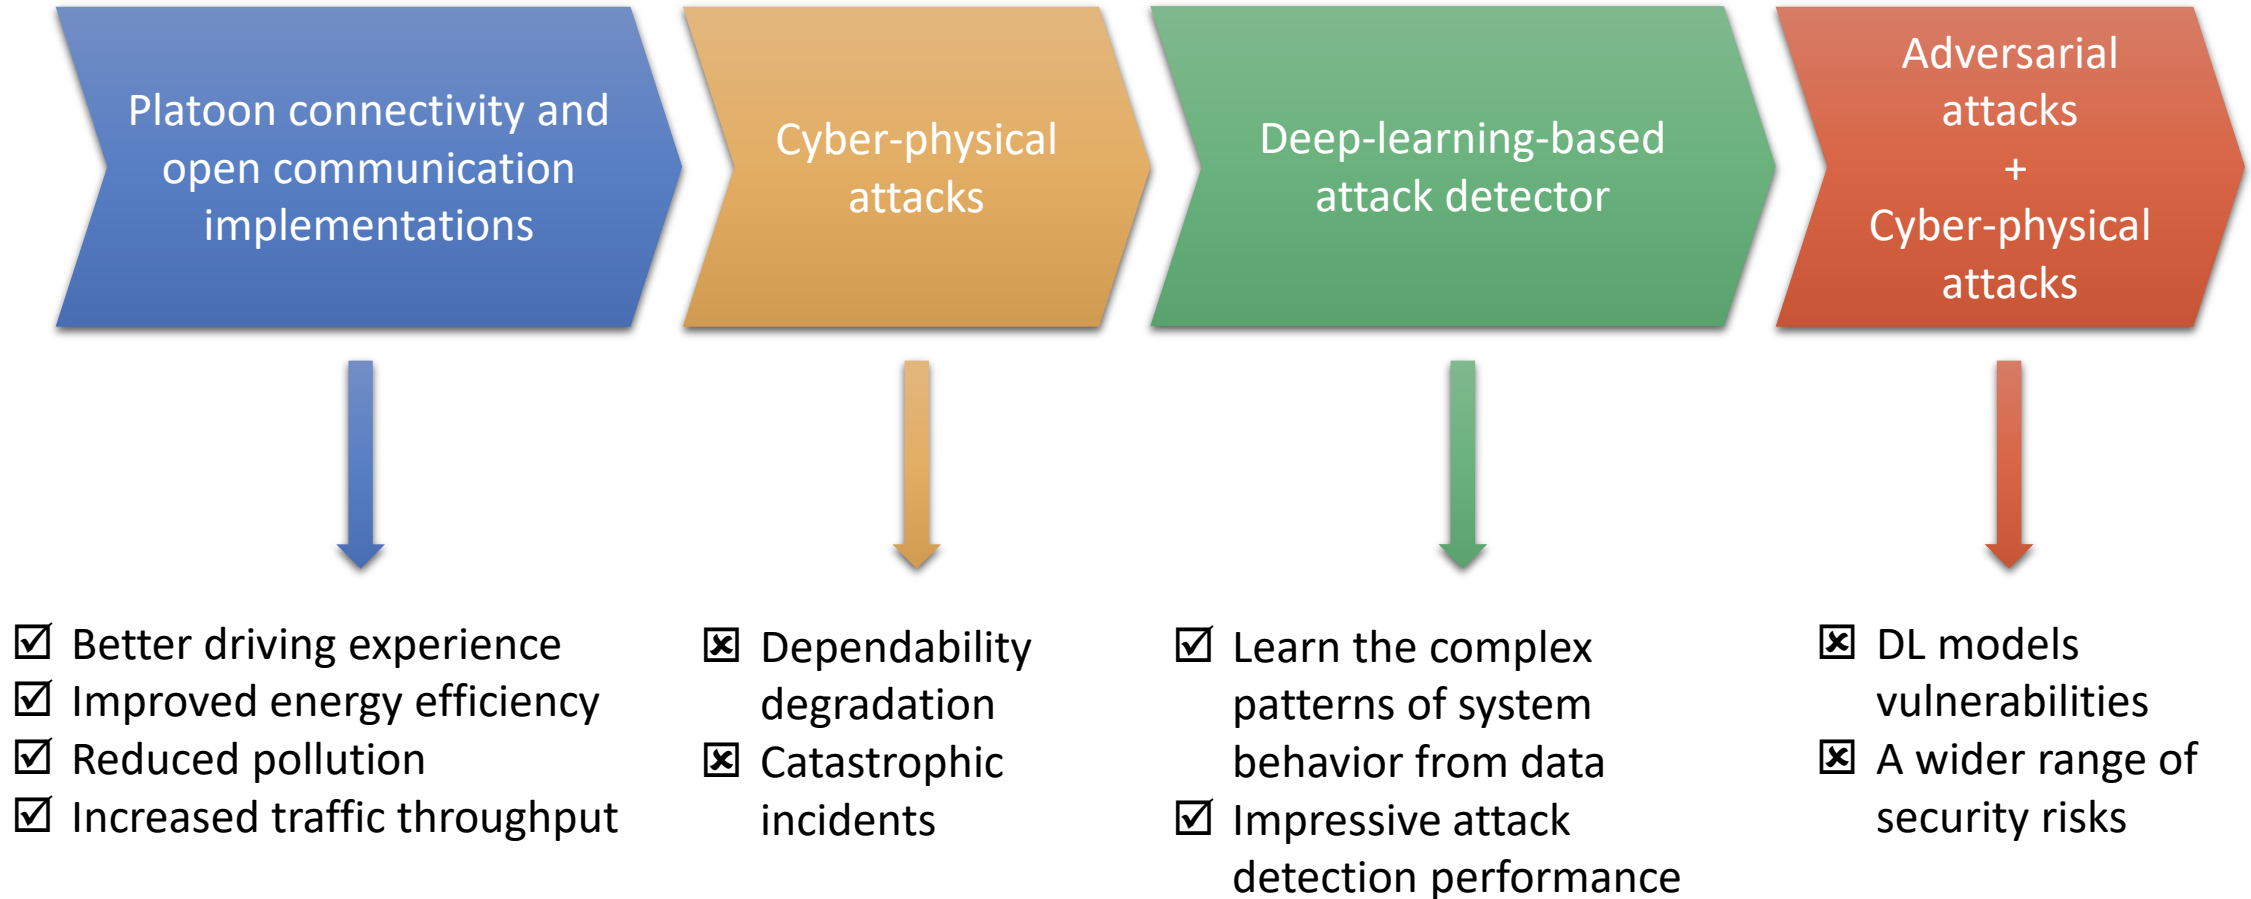 Platoon connectivity and
open communication
implementations
Cyber-physical
attacks
Deep-learning-based
attack detector
Adversarial
attacks
+
Cyber-physical
attacks
☑ Better driving experience
☑ Improved energy efficiency
☑ Reduced pollution
☑ Increased traffic throughput
☒ Dependability
degradation
☒ Catastrophic
incidents
☑ Learn the complex
patterns of system
behavior from data
☑ Impressive attack
detection performance
☒ DL models
vulnerabilities
☒ A wider range of
security risks